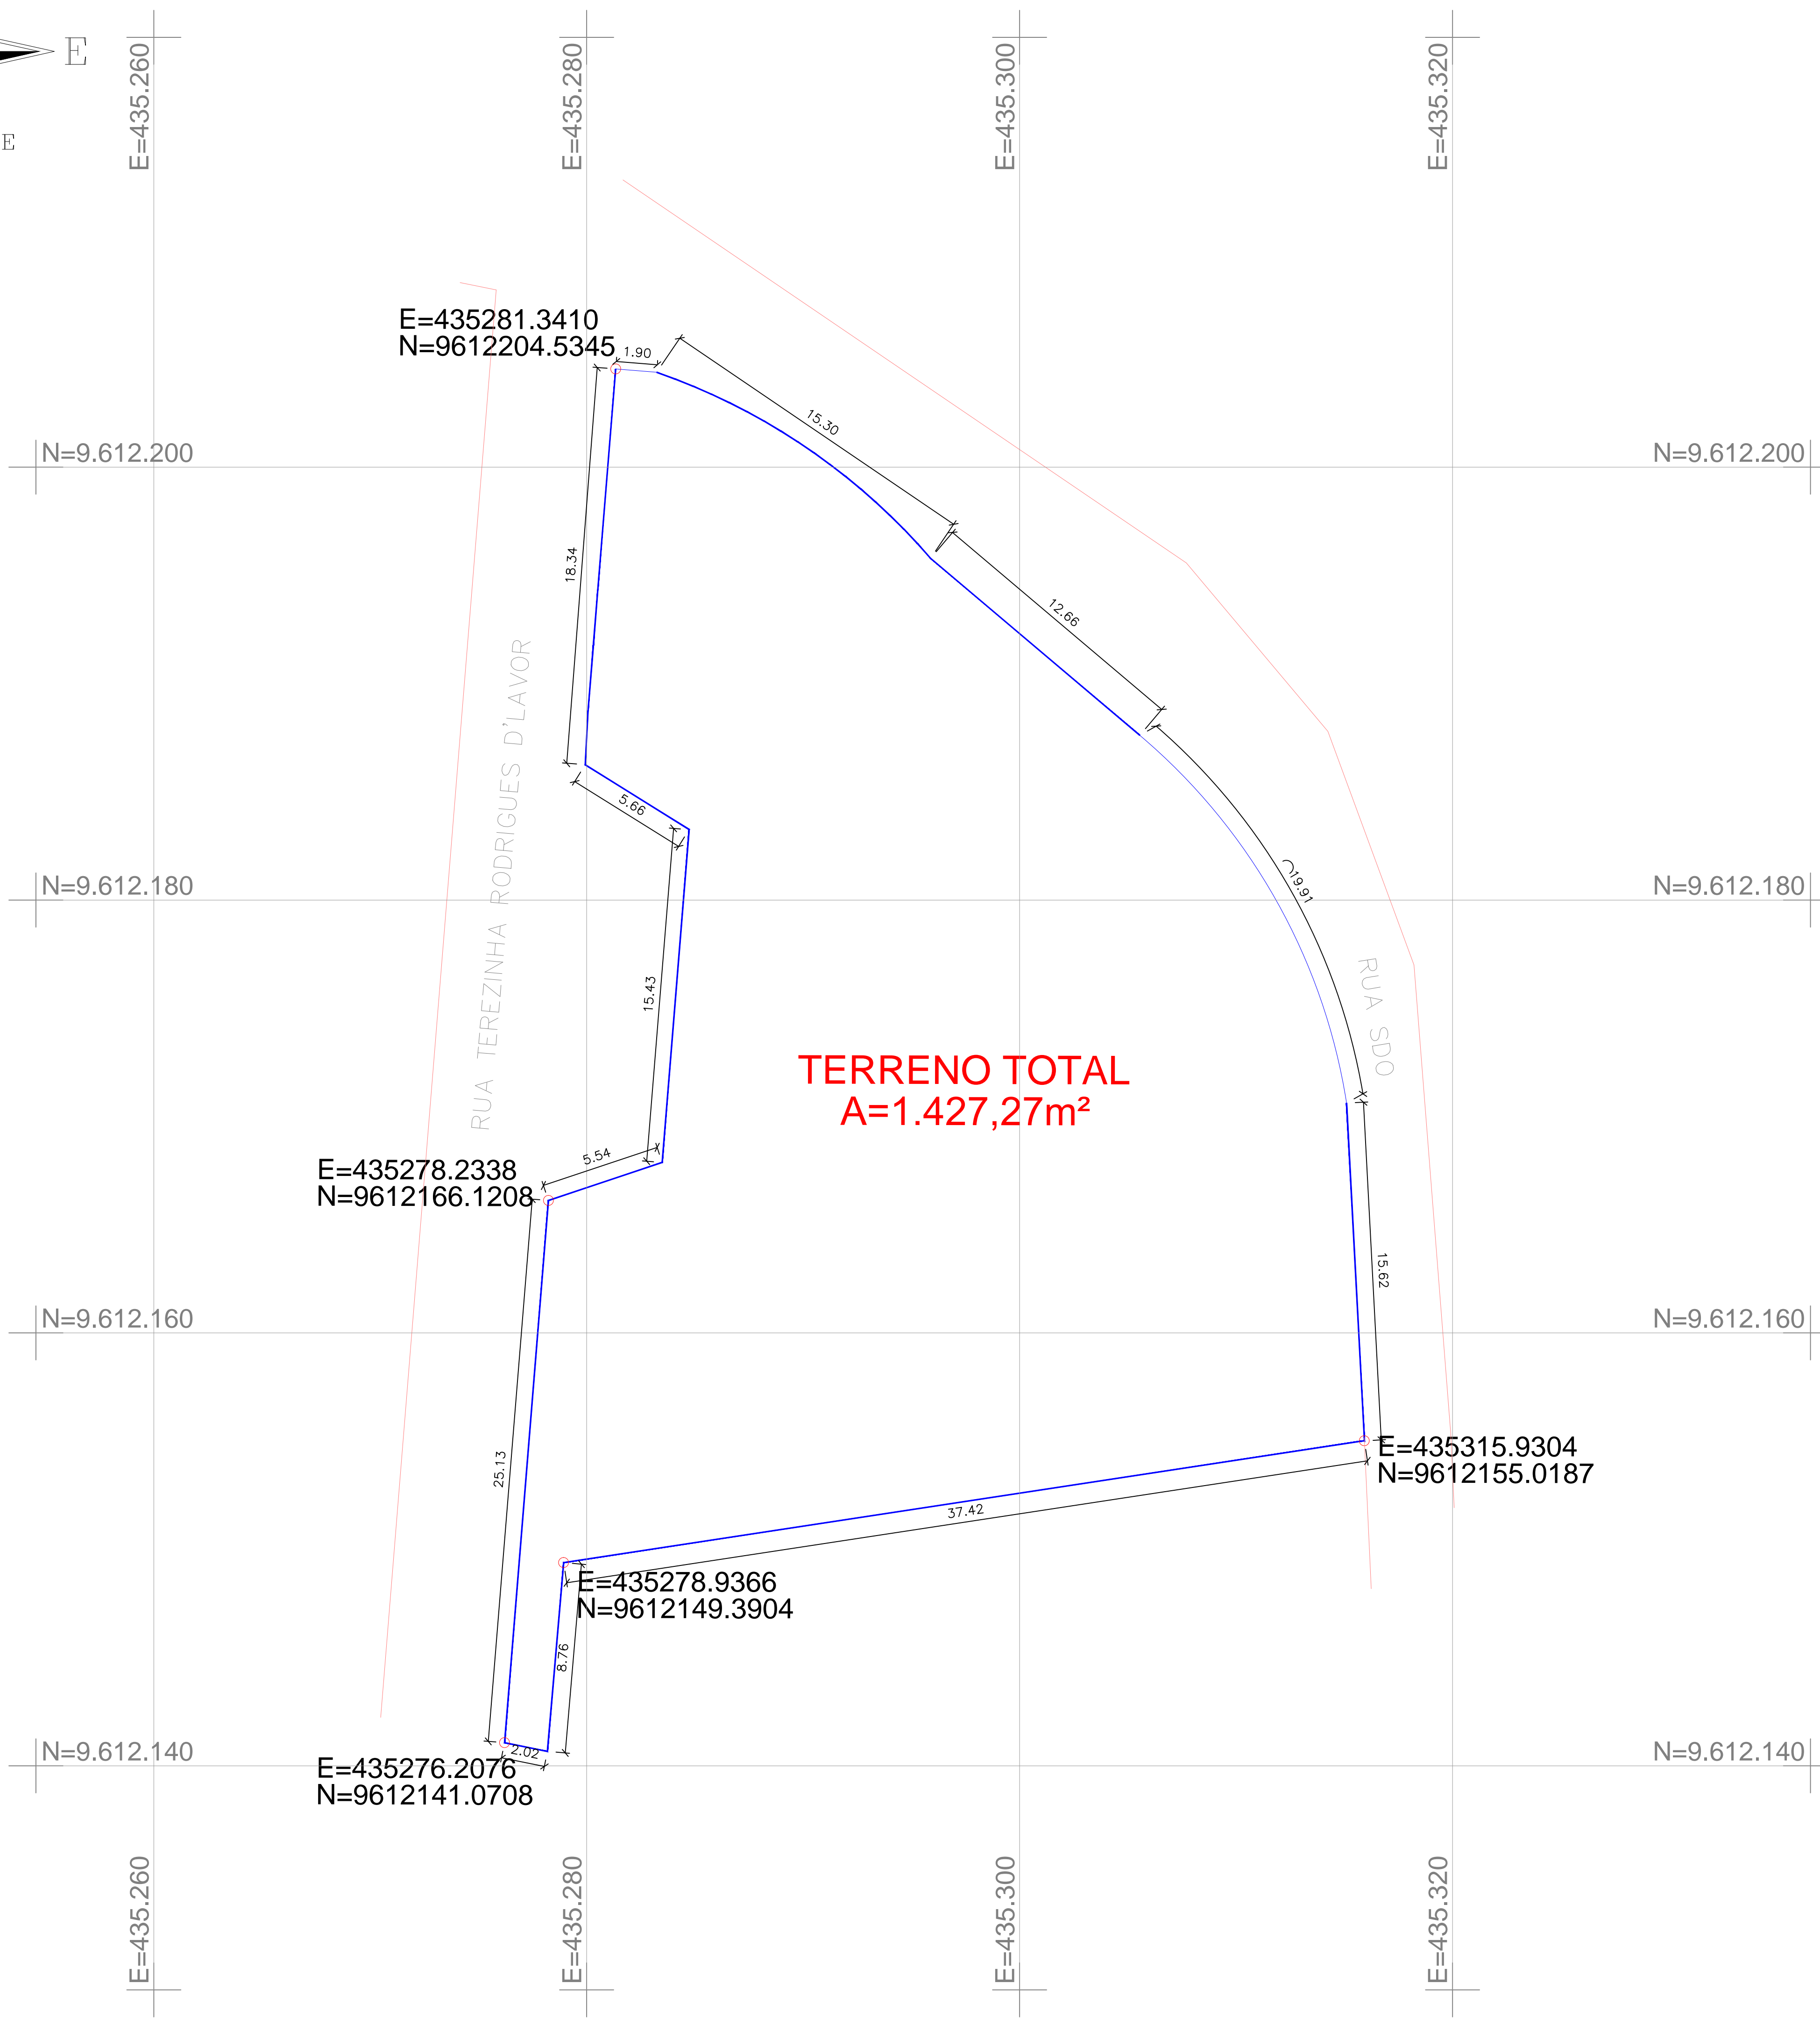 E
E
E=435.260
E=435.280
E=435.300
E=435.320
E=435281.3410
N=9612204.5345
1.90
15.30
N=9.612.200
N=9.612.200
18.34
12.66
RUA TEREZINHA RODRIGUES D'LAVOR
5.66
19.91
N=9.612.180
N=9.612.180
15.43
RUA SDO
TERRENO TOTAL
A=1.427,27m²
5.54
E=435278.2338
N=9612166.1208
15.62
N=9.612.160
N=9.612.160
25.13
E=435315.9304
N=9612155.0187
37.42
E=435278.9366
N=9612149.3904
8.76
2.02
N=9.612.140
N=9.612.140
E=435276.2076
N=9612141.0708
E=435.260
E=435.280
E=435.300
E=435.320